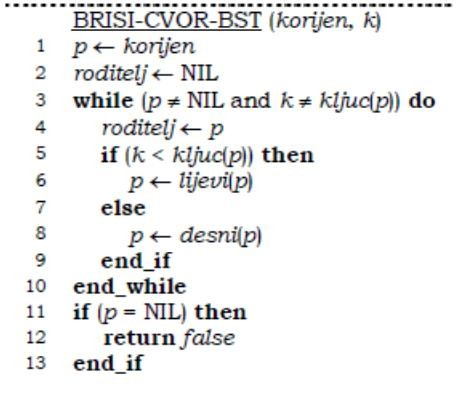 BRISI-CVOR-BST (korijen, k)
1 p ← korijen
2 roditelj ← NIL
3 while (p ≠ NIL and k ≠ kljuc(p)) do
4 roditelj ← p
5 if (k < kljuc(p)) then
6 p ← lijevi(p)
7 else
8 p ← desni(p)
9 end_if
10 end_while
11 if (p = NIL) then
12 return false
13 end_if